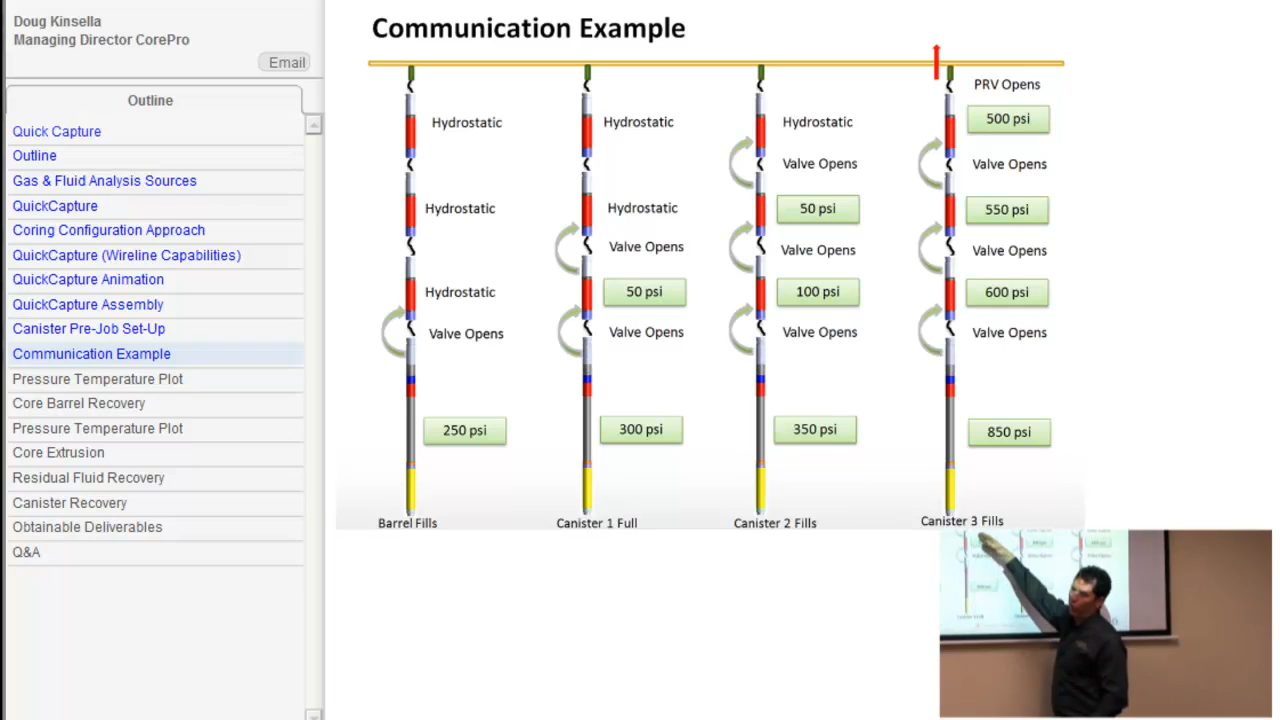 Doug Kinsella
Managing Director CorePro
Email
Outline
Quick Capture
Outline
Gas & Fluid Analysis Sources
QuickCapture
Coring Configuration Approach
QuickCapture (Wireline Capabilities)
QuickCapture Animation
QuickCapture Assembly
Canister Pre-Job Set-Up
Communication Example
Pressure Temperature Plot
Core Barrel Recovery
Pressure Temperature Plot
Core Extrusion
Residual Fluid Recovery
Canister Recovery
Obtainable Deliverables
Q&A
Communication Example
Hydrostatic
Hydrostatic
Hydrostatic
Valve Opens
250 psi
Barrel Fills
Hydrostatic
Hydrostatic
Valve Opens
50 psi
Valve Opens
300 psi
Canister 1 Full
Hydrostatic
Valve Opens
50 psi
Valve Opens
100 psi
Valve Opens
350 psi
Canister 2 Fills
PRV Opens
500 psi
Valve Opens
550 psi
Valve Opens
600 psi
Valve Opens
850 psi
Canister 3 Fills